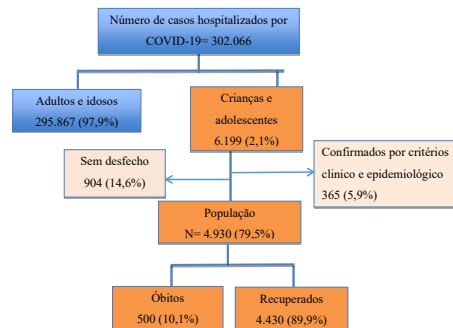 Número de casos hospitalizados por
COVID-19= 302.066
Adultos e idosos
295.867 (97,9%)
Crianças e
adolescentes
6.199 (2,1%)
Sem desfecho
904 (14,6%)
Confirmados por critérios
clinico e epidemiológico
365 (5,9%)
População
N= 4.930 (79,5%)
Óbitos
500 (10,1%)
Recuperados
4.430 (89,9%)